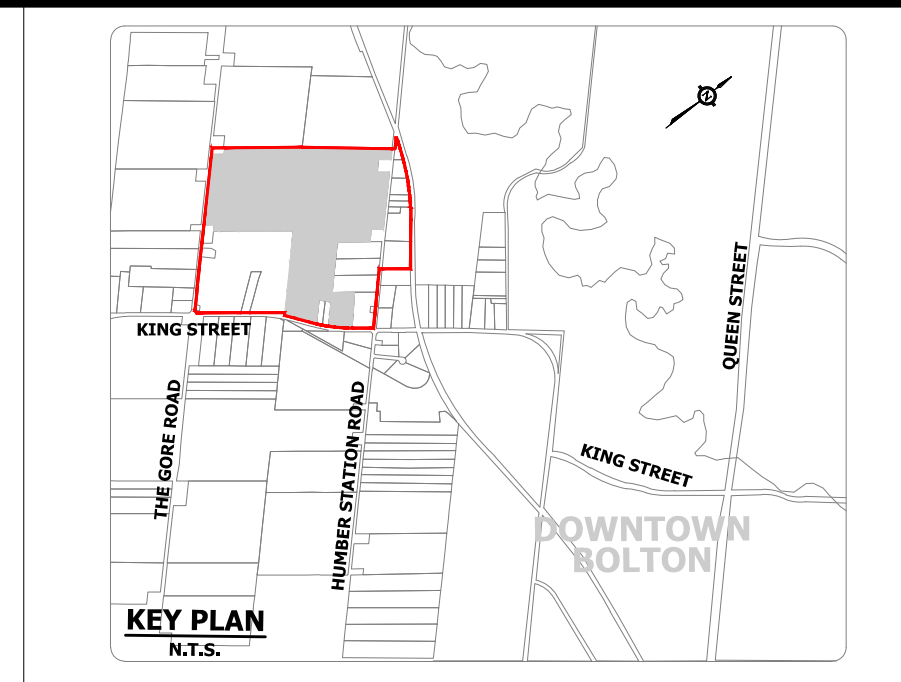 N
KING STREET
QUEEN STREET
THE GORE ROAD
HUMBER STATION ROAD
KING STREET
DOWNTOWN
BOLTON
KEY PLAN
N.T.S.